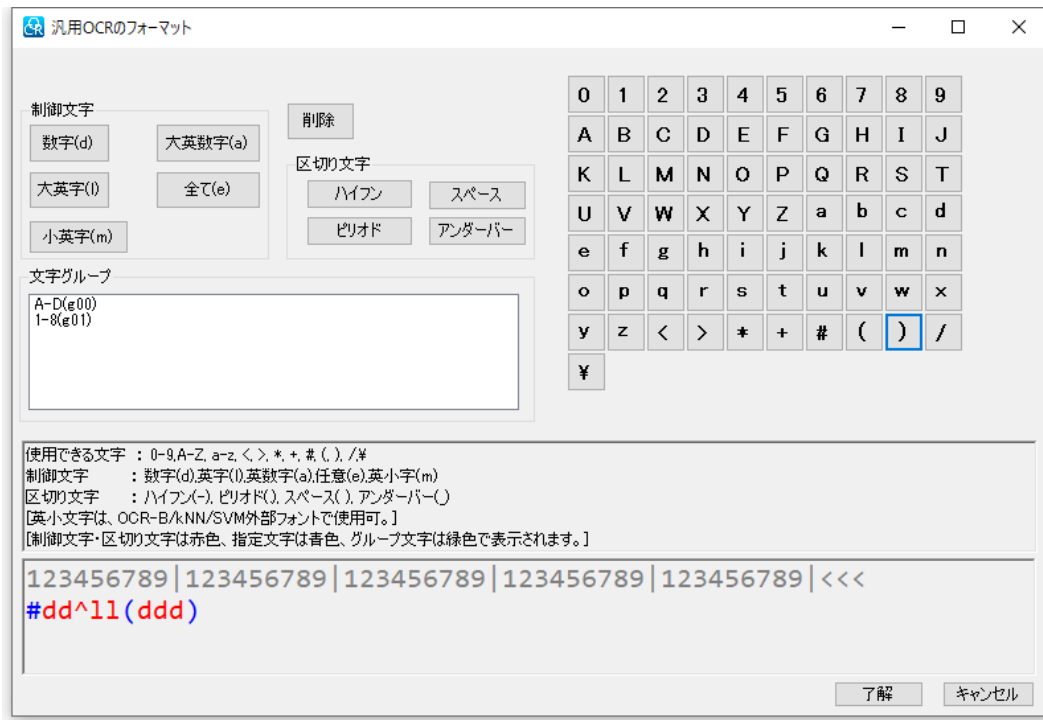 汎用OCRのフォーマット
制御文字
数字(d)
大英数字(a)
大英字(l)
全て(e)
小英字(m)
削除
区切り文字
ハイフン
スペース
ピリオド
アンダーバー
文字グループ
A-D(g00)
1-8(g01)
0 1 2 3 4 5 6 7 8 9
A B C D E F G H I J
K L M N O P Q R S T
U V W X Y Z a b c d
e f g h i j k l m n
o p q r s t u v w x
y z < > * + # ( ) /
¥
使用できる文字 : 0-9,A-Z, a-z, <, >, *, +, #, (, ), /,¥
制御文字 : 数字(d),英字(l),英数字(a),任意(e),英小字(m)
区切り文字 : ハイフン(-), ピリオド(.), スペース( ), アンダーバー(_)
[英小文字は、OCR-B/kNN/SVM外部フォントで使用可。]
[制御文字・区切り文字は赤色、指定文字は青色、グループ文字は緑色で表示されます。]
123456789|123456789|123456789|123456789|123456789|<<<
#dd^ll(ddd)
了解
キャンセル